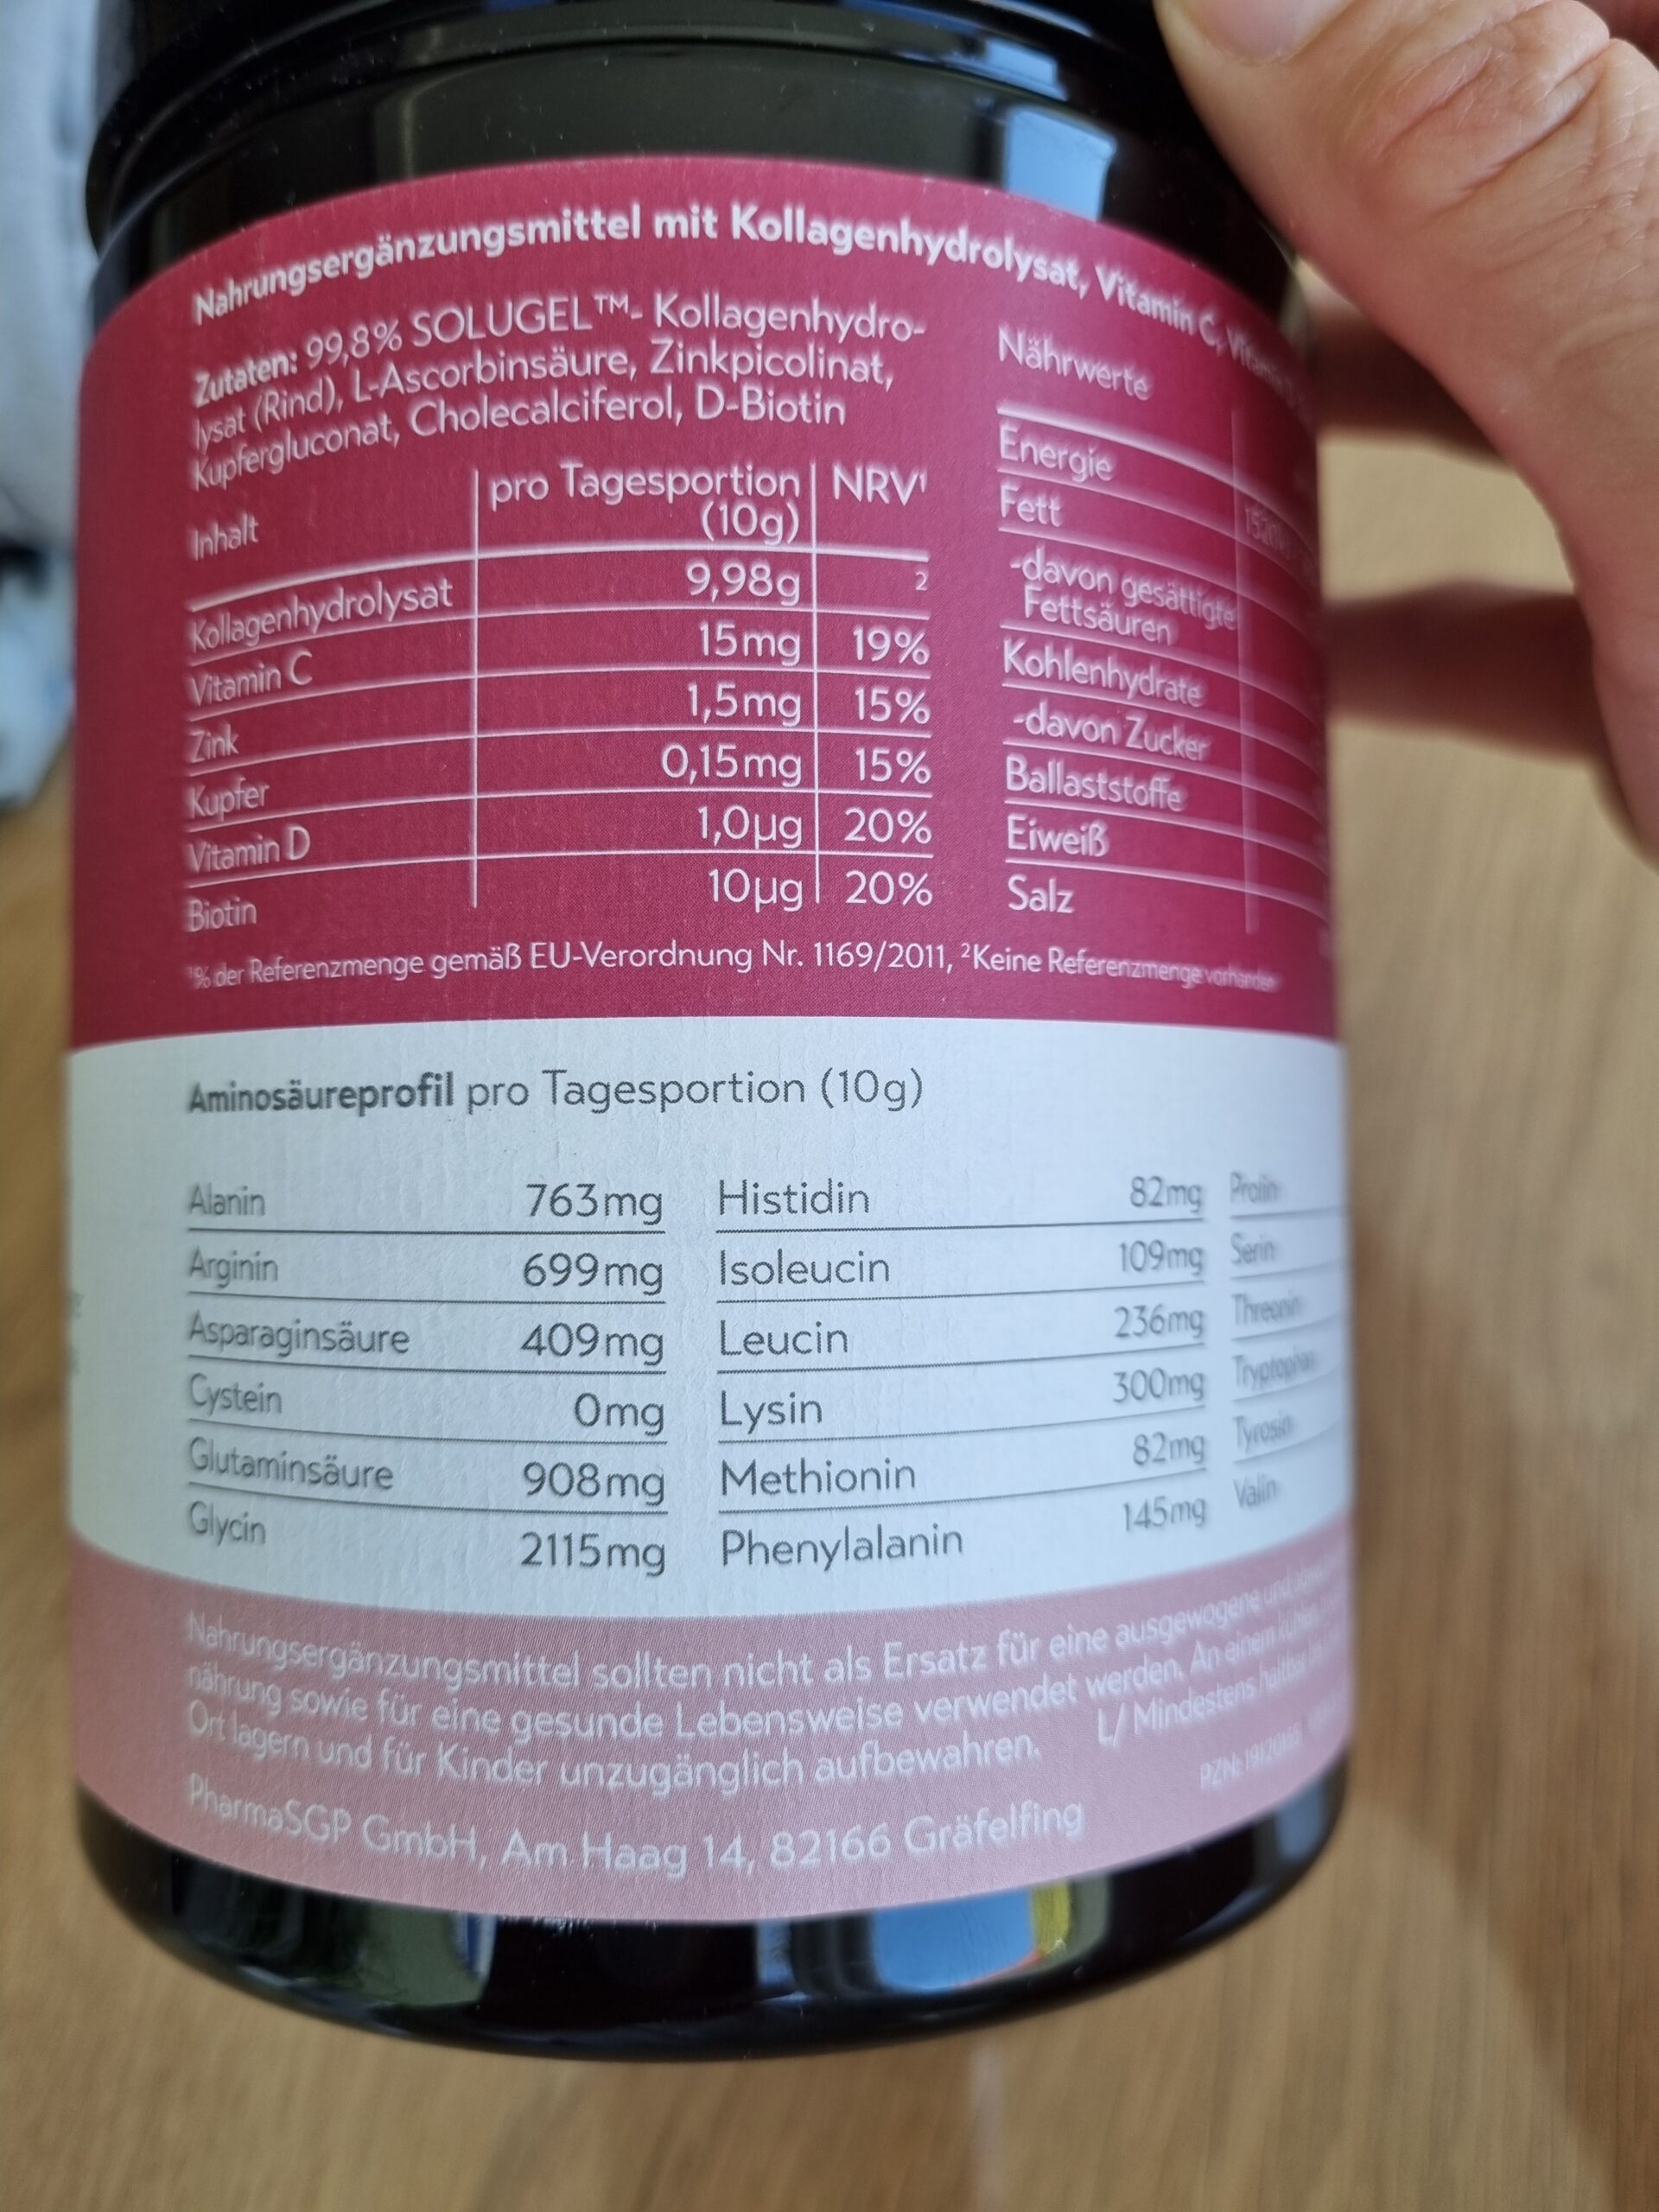 Nahrungsergänzungsmittel mit Kollagenhydrolysat, Vitamin C,
Zutaten: 99,8% SOLUGEL™- Kollagenhydro-
lysat (Rind), L-Ascorbinsäure, Zinkpicolinat,
Kupfergluconat, Cholecalciferol, D-Biotin
Inhalt pro Tagesportion (10g) NRV¹
Kollagenhydrolysat 9,98g ²
Vitamin C 15mg 19%
Zink 1,5mg 15%
Kupfer 0,15mg 15%
Vitamin D 1,0µg 20%
Biotin 10µg 20%
Nährwerte
Energie
Fett
-davon gesättigte
Fettsäuren
Kohlenhydrate
-davon Zucker
Ballaststoffe
Eiweiß
Salz
¹% der Referenzmenge gemäß EU-Verordnung Nr. 1169/2011, ²Keine Referenzmenge vorhanden
Aminosäureprofil pro Tagesportion (10g)
Alanin 763mg Histidin 82mg Prolin
Arginin 699mg Isoleucin 109mg Serin
Asparaginsäure 409mg Leucin 236mg Threonin
Cystein 0mg Lysin 300mg Tryptophan
Glutaminsäure 908mg Methionin 82mg Tyrosin
Glycin 2115mg Phenylalanin 145mg Valin
Nahrungsergänzungsmittel sollten nicht als Ersatz für eine ausgewogene und
nährung sowie für eine gesunde Lebensweise verwendet werden. An einem kühlen
Ort lagern und für Kinder unzugänglich aufbewahren. L/ Mindestens haltbar
PharmaSGP GmbH, Am Haag 14, 82166 Gräfelfing PZN: